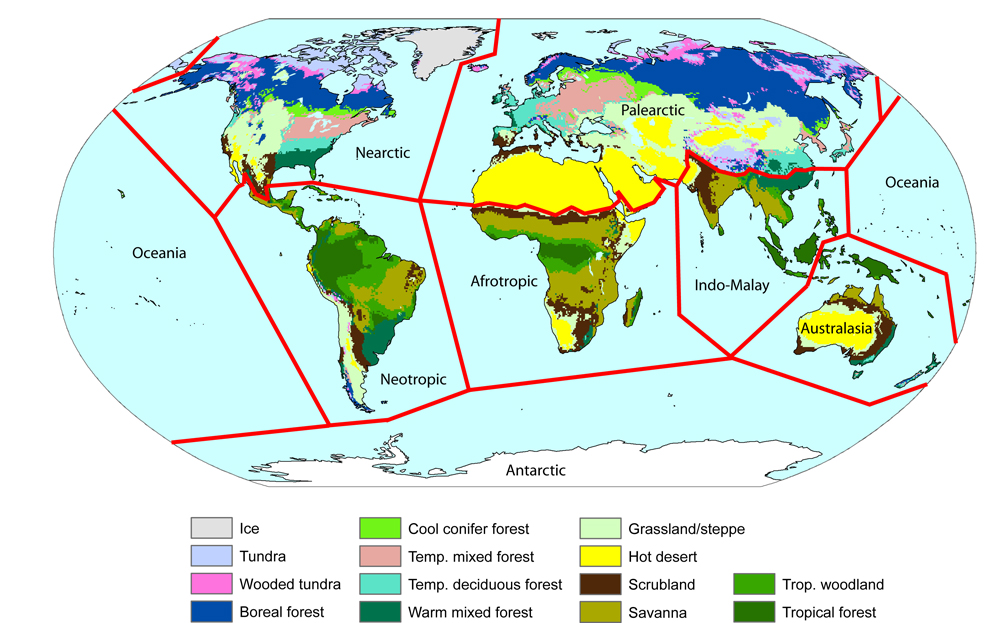 Palearctic
Nearctic
Oceania
Oceania
Afrotropic
Indo-Malay
Australasia
Neotropic
Antarctic
Ice
Cool conifer forest
Grassland/steppe
Tundra
Temp. mixed forest
Hot desert
Wooded tundra
Temp. deciduous forest
Scrubland
Trop. woodland
Boreal forest
Warm mixed forest
Savanna
Tropical forest